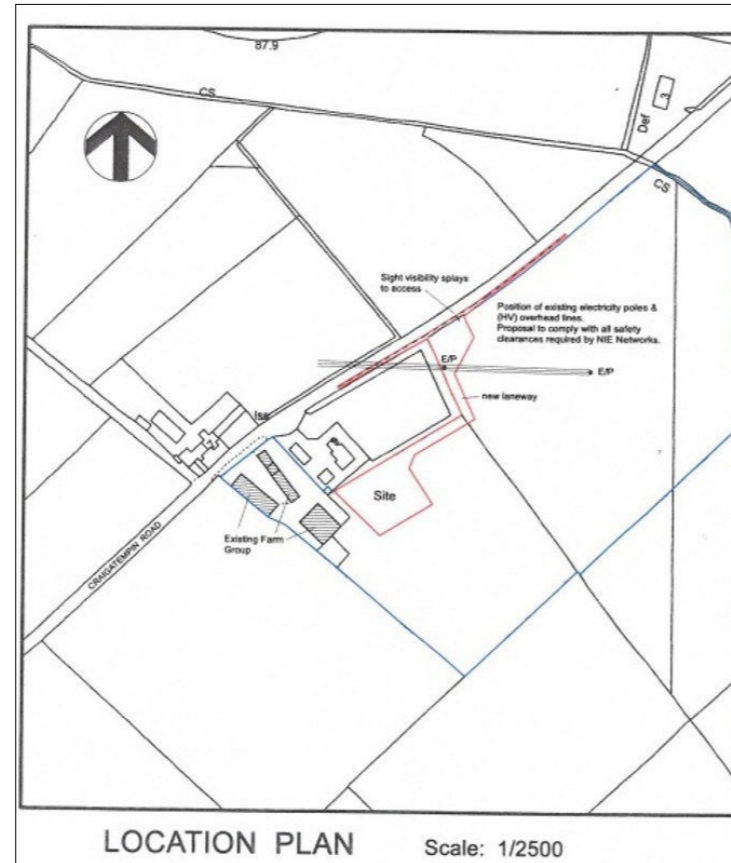 87.9
CS
3
Def
CS
Sight visibility splays
to access
Position of existing electricity poles &
(HV) overhead lines.
Proposal to comply with all safety
clearances required by NIE Networks.
E/P
E/P
new laneway
Iss
Site
Existing Farm
Group
CRAIGATEMPIN ROAD
LOCATION PLAN
Scale: 1/2500